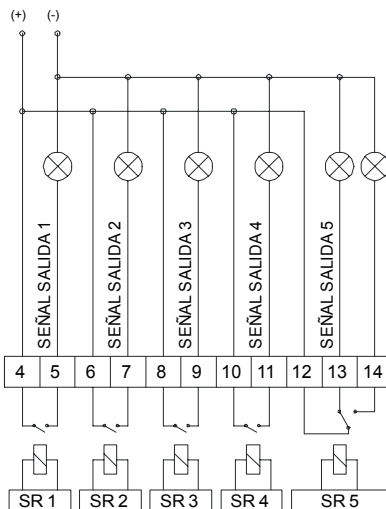 (+) (-)
SEÑAL SALIDA 1
SEÑAL SALIDA 2
SEÑAL SALIDA 3
SEÑAL SALIDA 4
SEÑAL SALIDA 5
4 5 6 7 8 9 10 11 12 13 14
SR 1 SR 2 SR 3 SR 4 SR 5